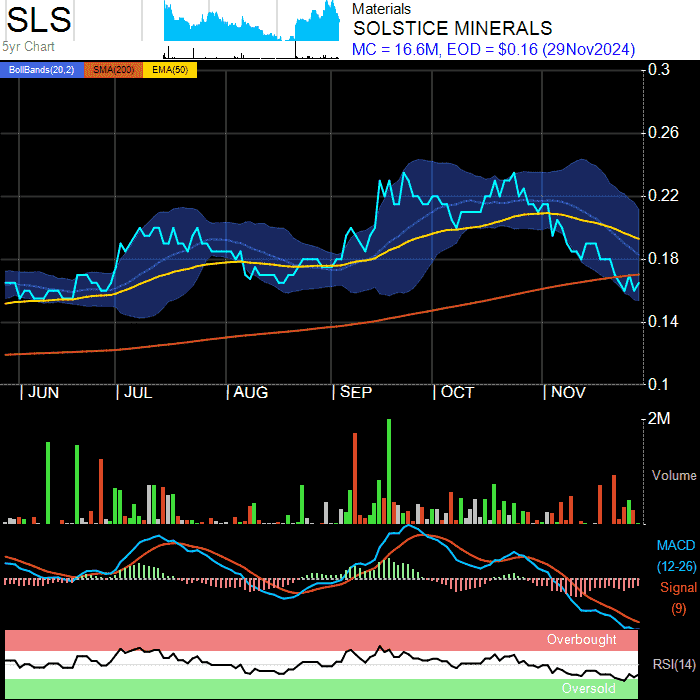 SLS
5yr Chart
Materials
SOLSTICE MINERALS
MC = 16.6M, EOD = $0.16 (29Nov2024)
BollBands(20,2) SMA(200) EMA(50)
0.3
0.26
0.22
0.18
0.14
0.1
JUN JUL AUG SEP OCT NOV
2M
Volume
MACD
(12-26)
Signal
(9)
Overbought
RSI(14)
Oversold